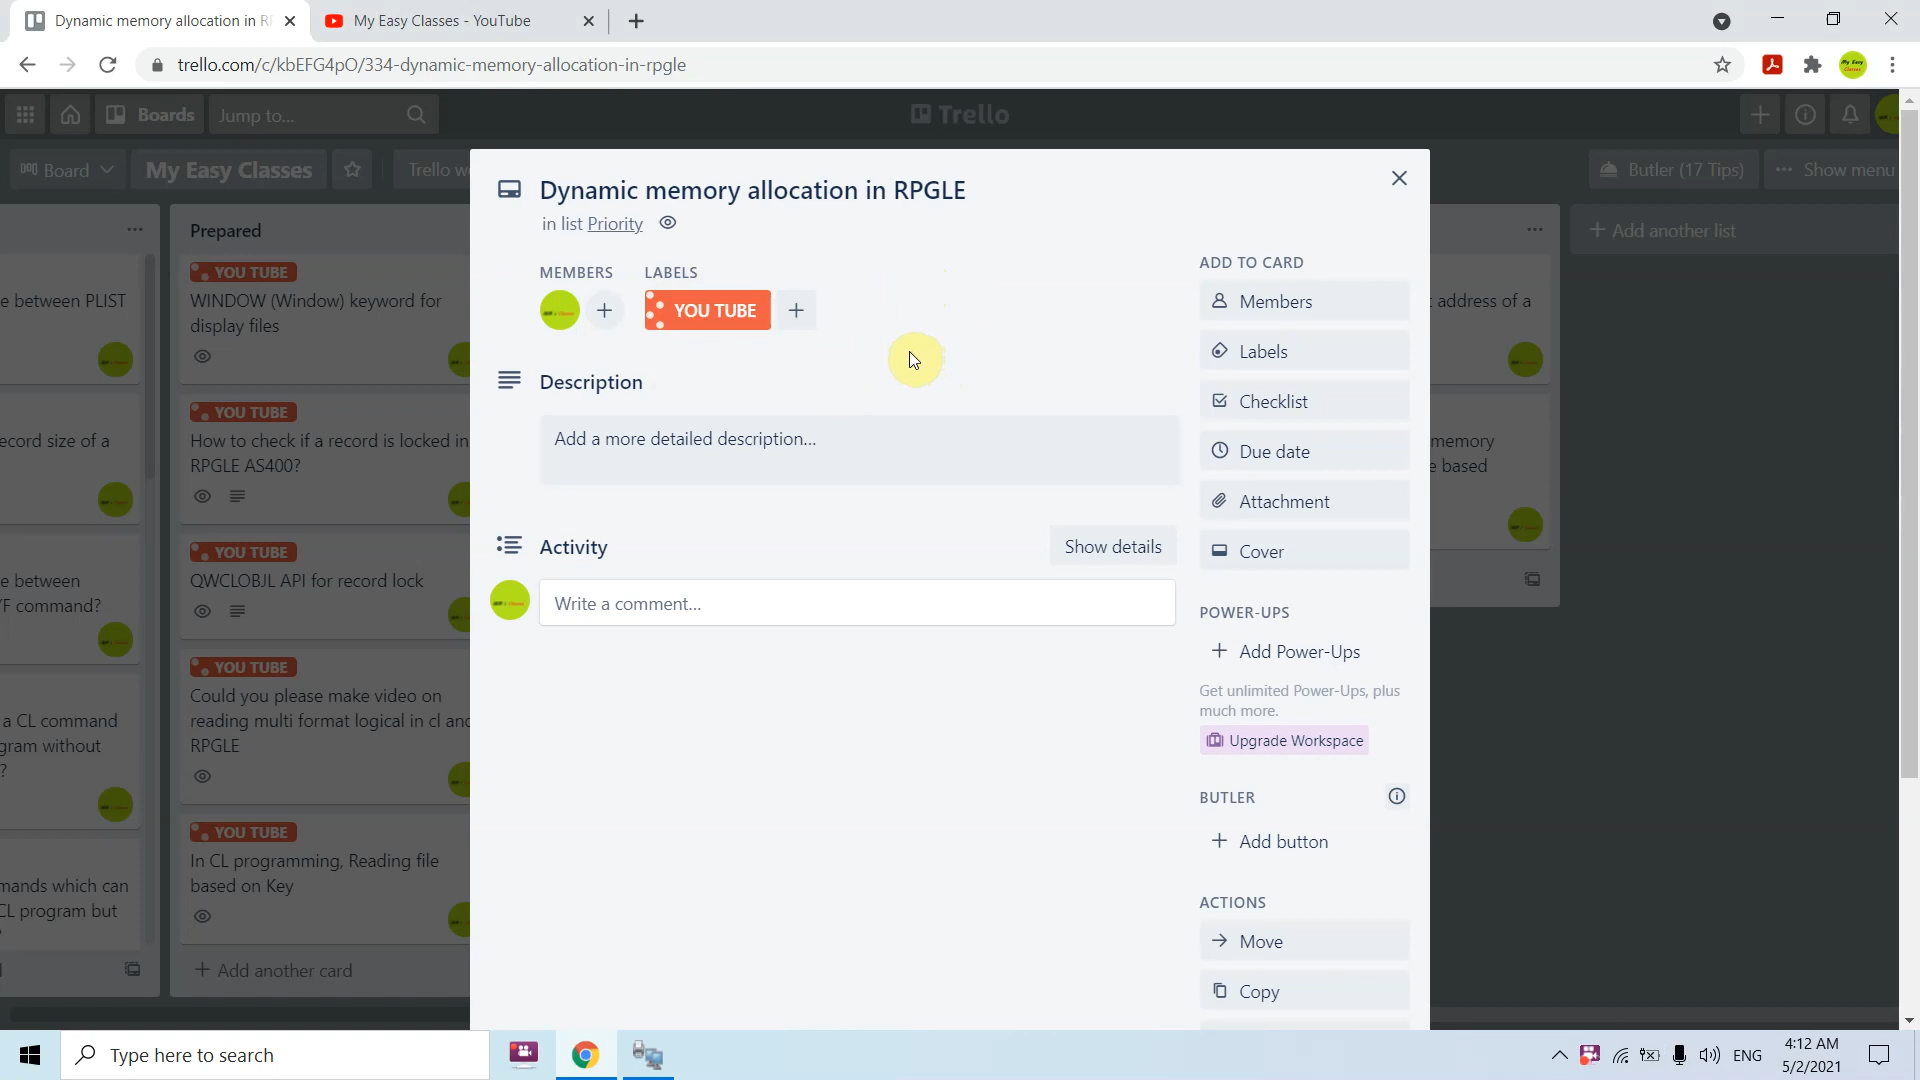 Dynamic memory allocation in R
My Easy Classes - YouTube
trello.com/c/kbEFG4pO/334-dynamic-memory-allocation-in-rpgle
Boards
Jump to...
Trello
Board
My Easy Classes
Trello w
Butler (17 Tips)
Show menu
e between PLIST
ecord size of a
e between
F command?
a CL command
gram without
?
mands which can
CL program but
Prepared
YOU TUBE
WINDOW (Window) keyword for
display files
YOU TUBE
How to check if a record is locked in
RPGLE AS400?
YOU TUBE
QWCLOBJL API for record lock
YOU TUBE
Could you please make video on
reading multi format logical in cl and
RPGLE
YOU TUBE
In CL programming, Reading file
based on Key
+ Add another card
Dynamic memory allocation in RPGLE
in list Priority
MEMBERS
LABELS
YOU TUBE
Description
Add a more detailed description...
Activity
Show details
Write a comment...
ADD TO CARD
Members
Labels
Checklist
Due date
Attachment
Cover
POWER-UPS
+ Add Power-Ups
Get unlimited Power-Ups, plus
much more.
Upgrade Workspace
BUTLER
+ Add button
ACTIONS
Move
Copy
address of a
memory
e based
+ Add another list
Type here to search
ENG
4:12 AM
5/2/2021